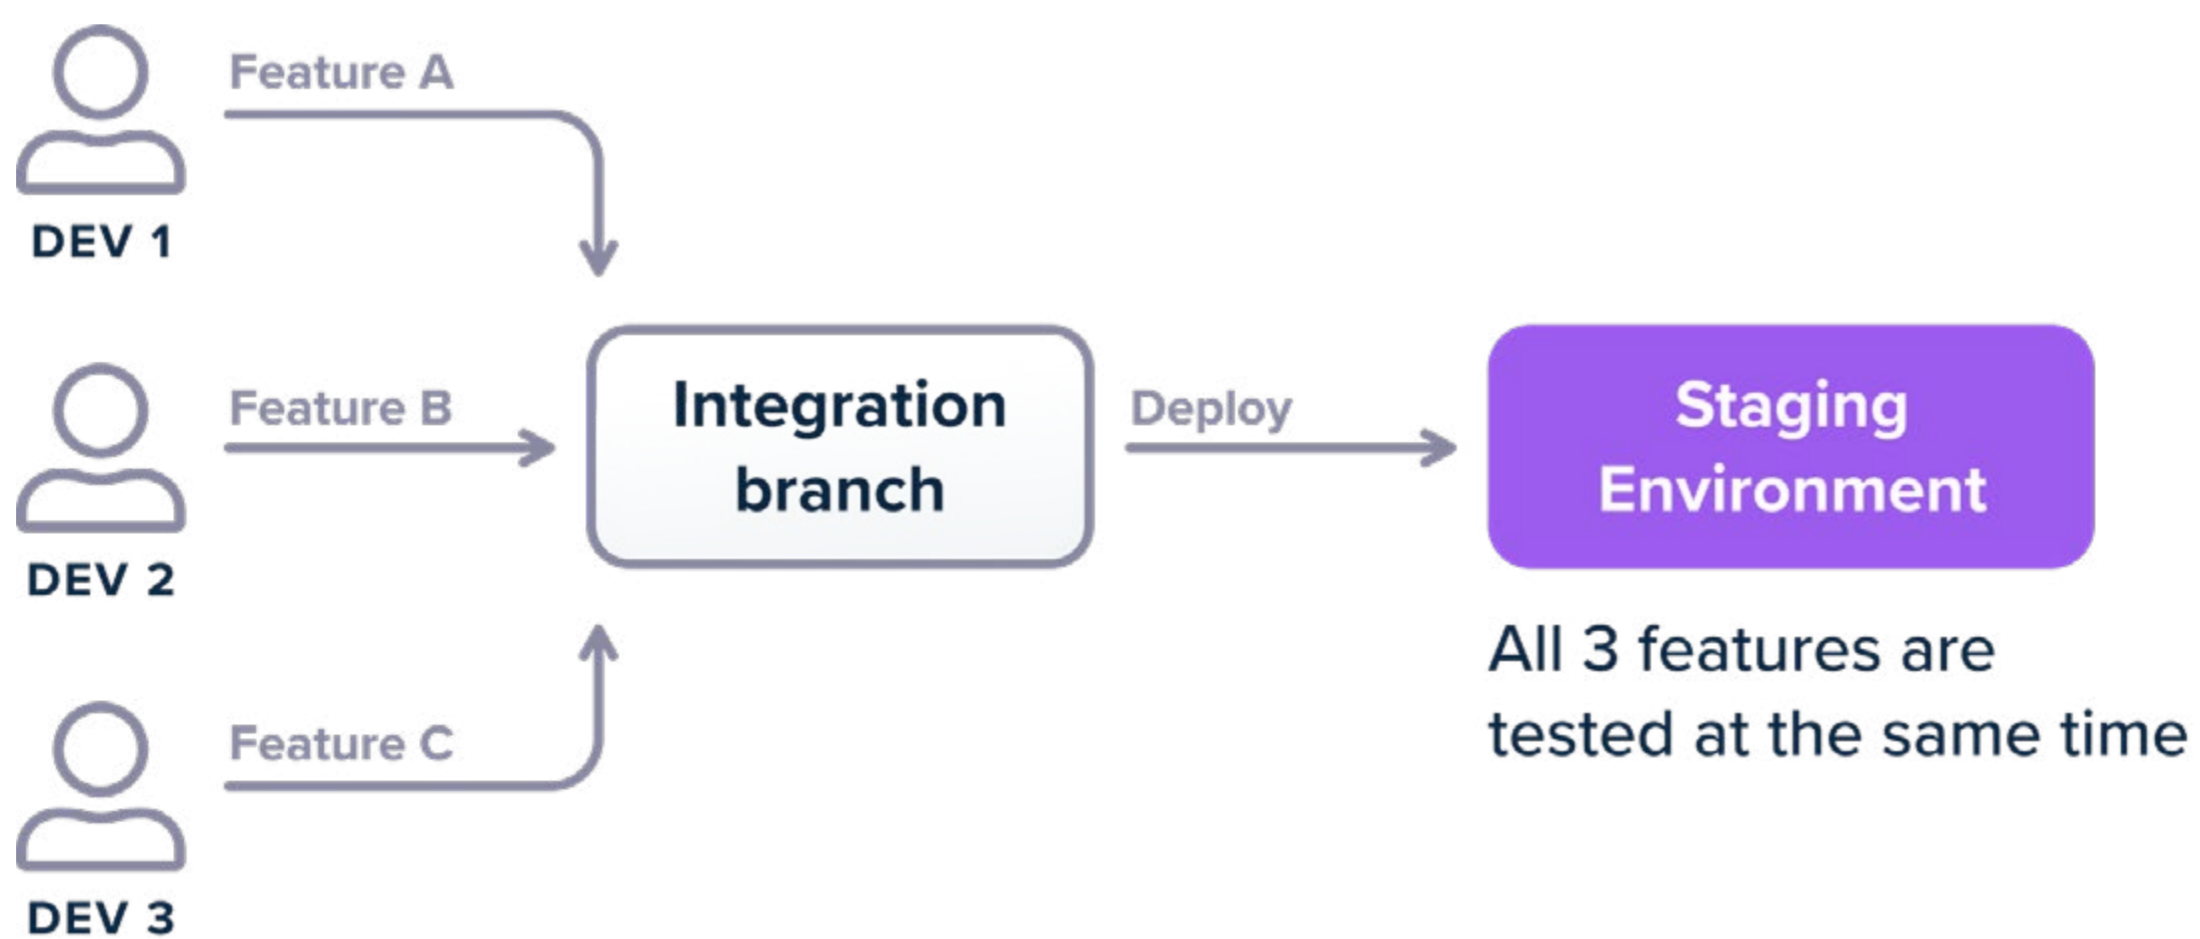 Feature A
DEV 1
Feature B
DEV 2
Feature C
DEV 3
Integration
branch
Deploy
Staging
Environment
All 3 features are
tested at the same time